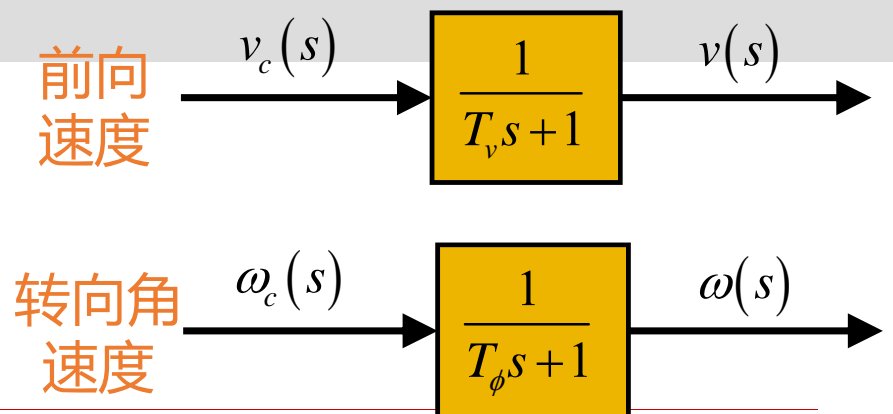 前向
速度
v_c(s)
1
T_v s + 1
v(s)
转向角
速度
ω_c(s)
1
T_ϕ s + 1
ω(s)